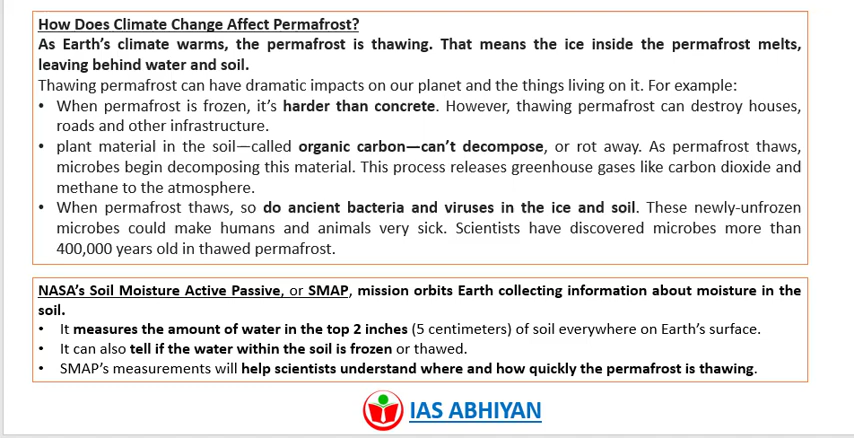 How Does Climate Change Affect Permafrost?
As Earth's climate warms, the permafrost is thawing. That means the ice inside the permafrost melts,
leaving behind water and soil.
Thawing permafrost can have dramatic impacts on our planet and the things living on it. For example:
• When permafrost is frozen, it's harder than concrete. However, thawing permafrost can destroy houses,
roads and other infrastructure.
• plant material in the soil—called organic carbon—can't decompose, or rot away. As permafrost thaws,
microbes begin decomposing this material. This process releases greenhouse gases like carbon dioxide and
methane to the atmosphere.
• When permafrost thaws, so do ancient bacteria and viruses in the ice and soil. These newly-unfrozen
microbes could make humans and animals very sick. Scientists have discovered microbes more than
400,000 years old in thawed permafrost.
NASA's Soil Moisture Active Passive, or SMAP, mission orbits Earth collecting information about moisture in the
soil.
• It measures the amount of water in the top 2 inches (5 centimeters) of soil everywhere on Earth's surface.
• It can also tell if the water within the soil is frozen or thawed.
• SMAP's measurements will help scientists understand where and how quickly the permafrost is thawing.
IAS ABHIYAN